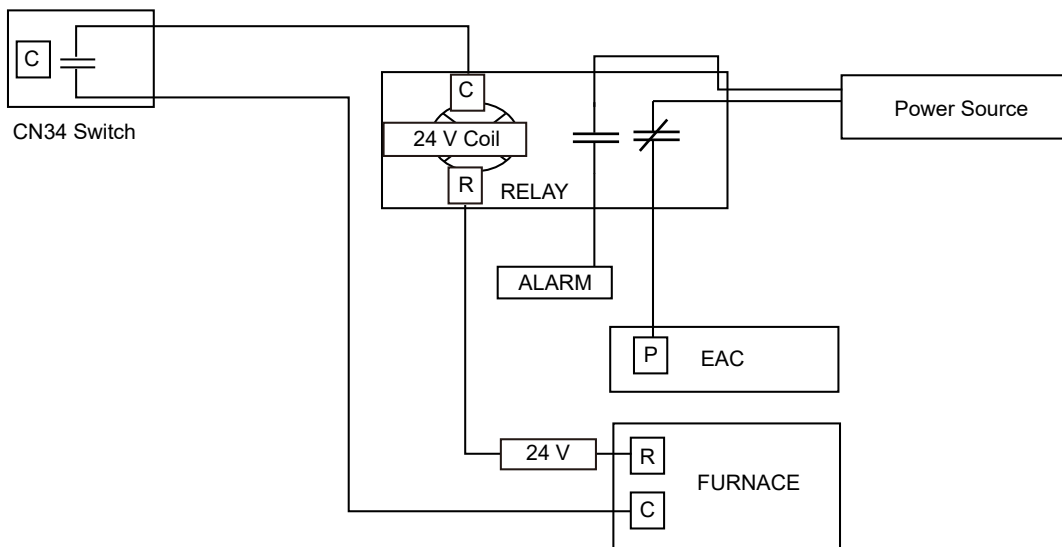 C
CN34 Switch
C
24 V Coil
R
RELAY
Power Source
ALARM
P
EAC
24 V
R
FURNACE
C